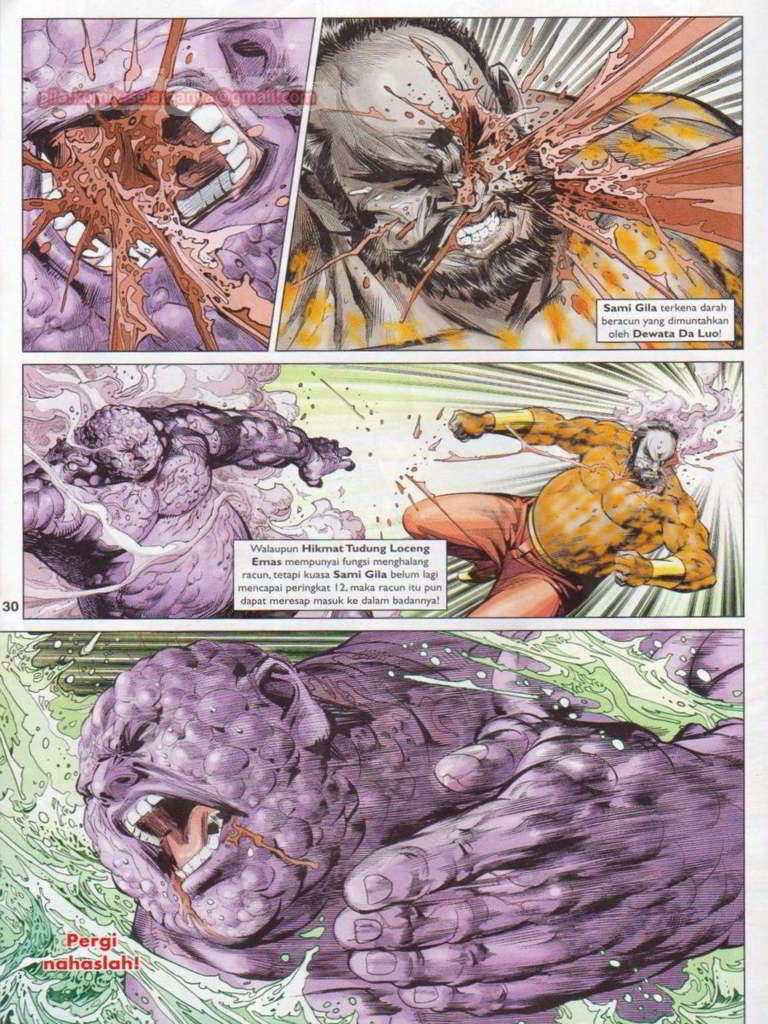 Sami Gila terkena darah
beracun yang dimuntahkan
oleh Dewata Da Luo!
Walaupun Hikmat Tudung Loceng
Emas mempunyai fungsi menghalang
racun, tetapi kuasa Sami Gila belum lagi
mencapai peringkat 12, maka racun itu pun
dapat meresap masuk ke dalam badannya!
30
Pergi
nahaslah!